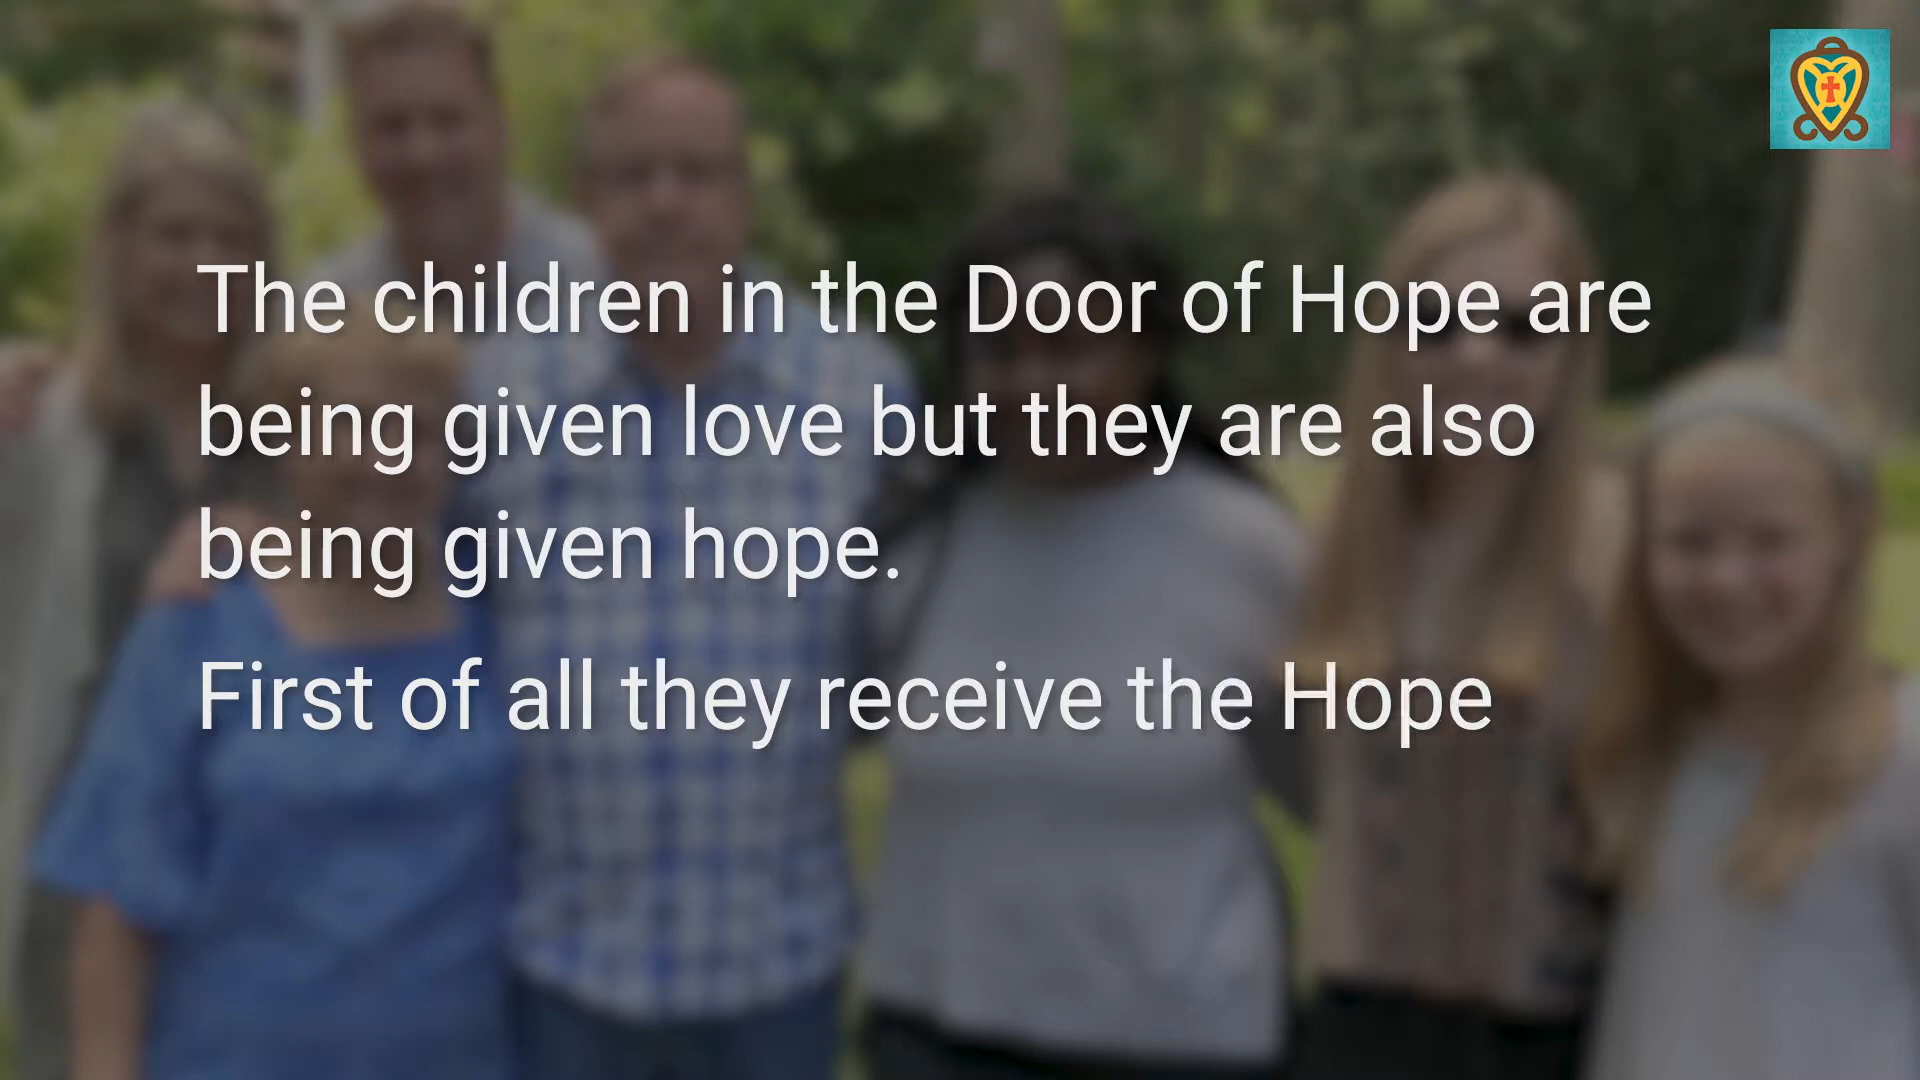 The children in the Door of Hope are
being given love but they are also
being given hope.
First of all they receive the Hope